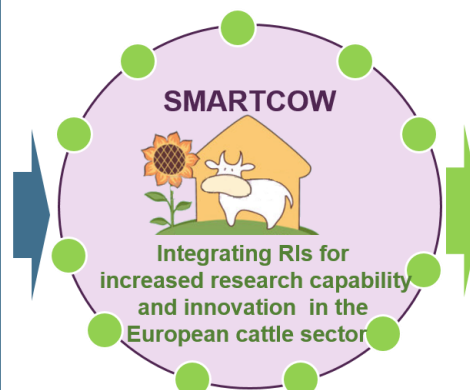 SMARTCOW
Integrating RIs for
increased research capability
and innovation in the
European cattle sector